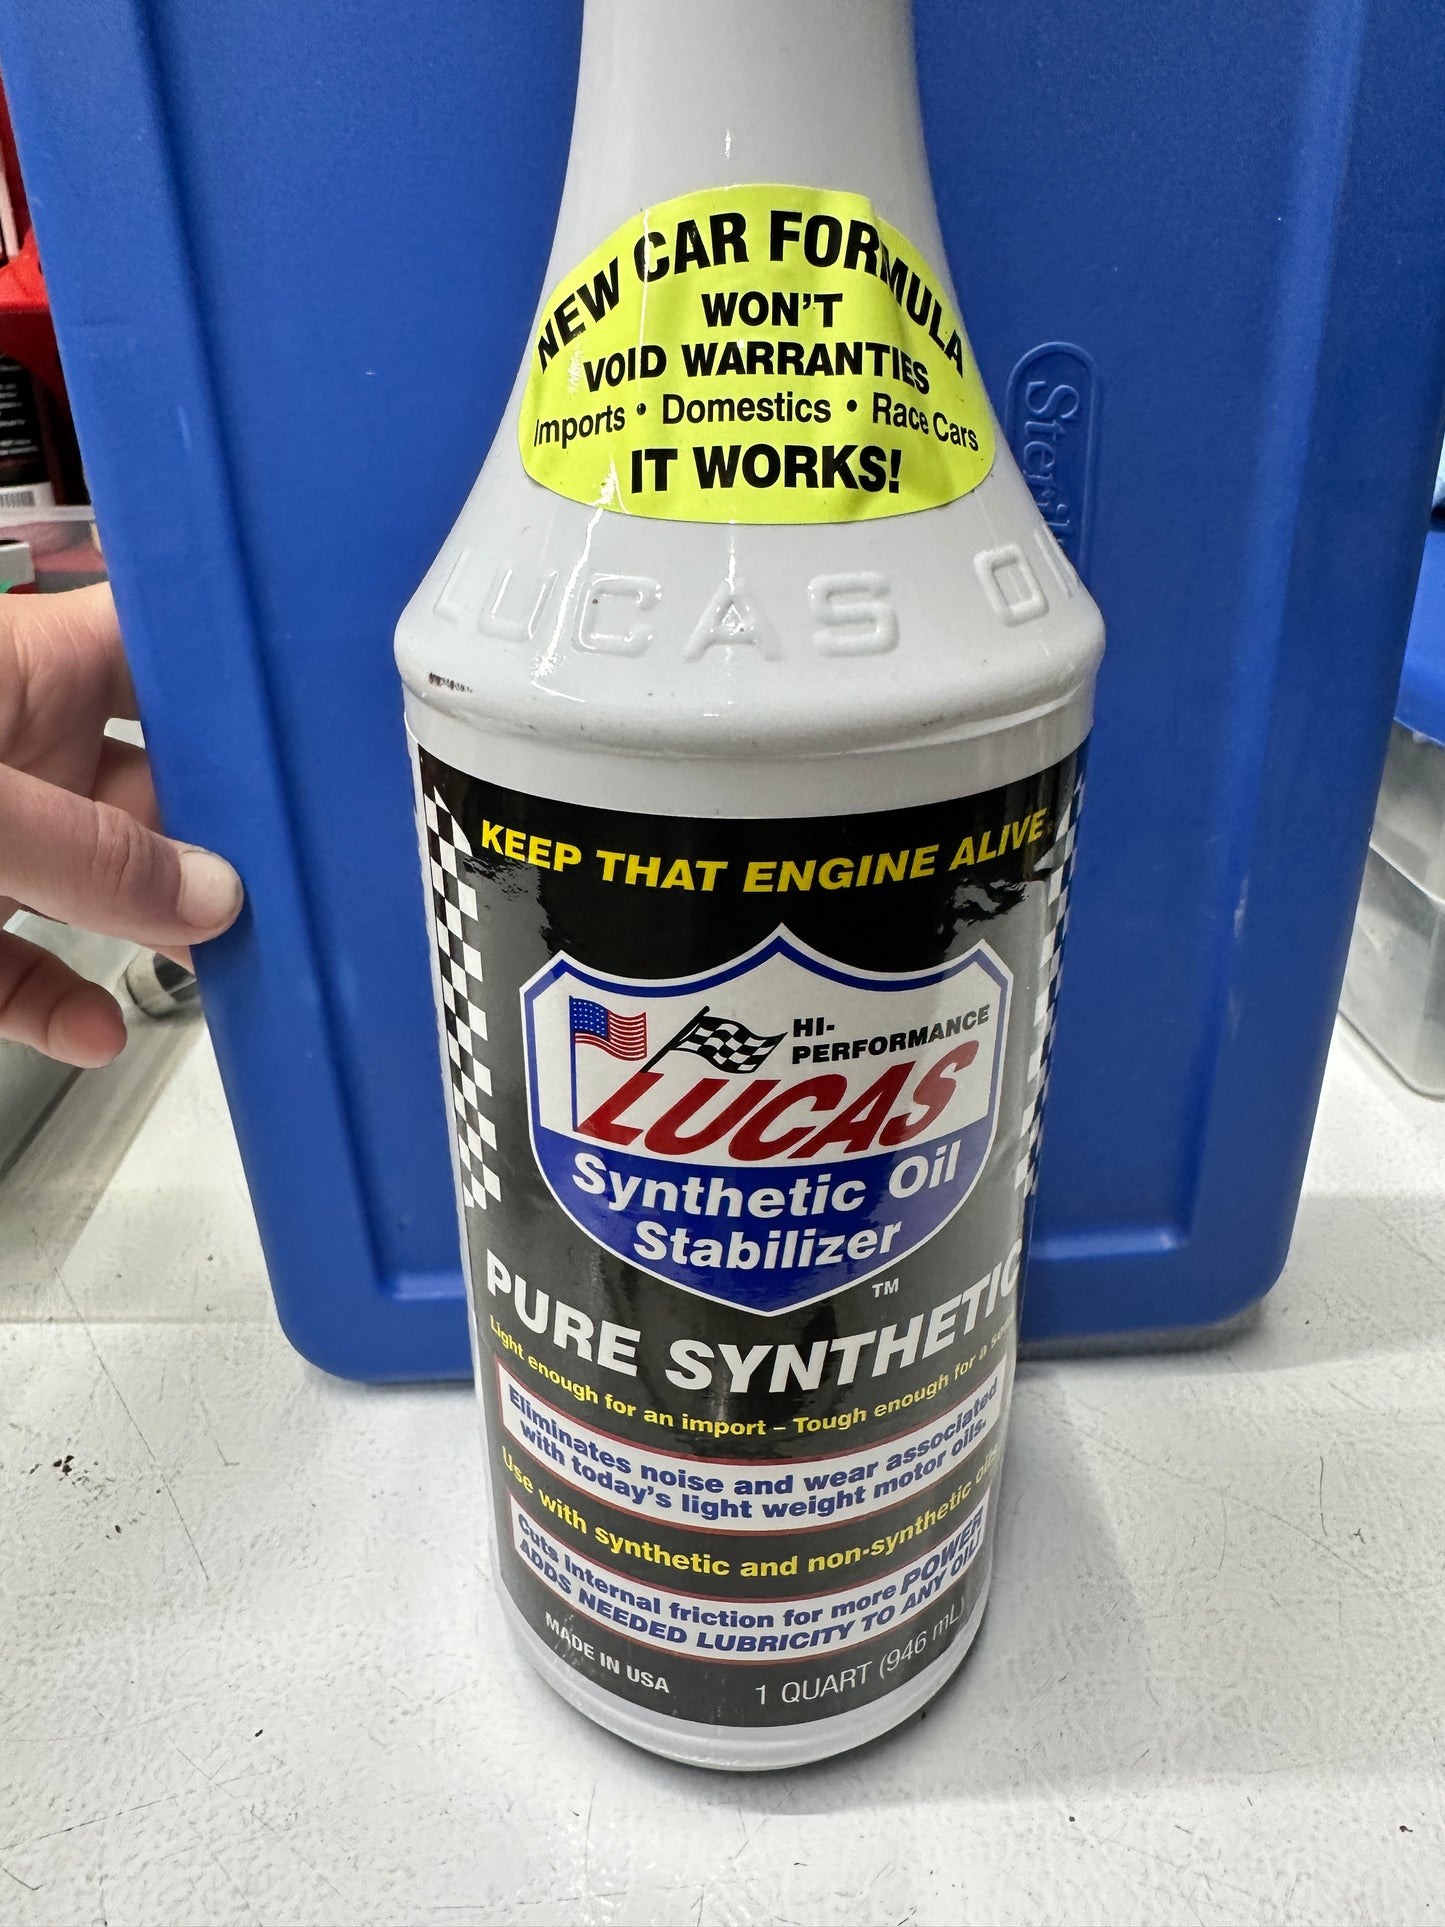 NEW CAR FORMULA
WON'T
VOID WARRANTIES
Imports • Domestics • Race Cars
IT WORKS!
LUCAS OI
KEEP THAT ENGINE ALIVE
HI-
PERFORMANCE
LUCAS
Synthetic Oil
Stabilizer
TM
PURE SYNTHETIC
Light enough for an import – Tough enough for a
Eliminates noise and wear associated
with today's light weight motor oils.
Use with synthetic and non-synthetic oils
Cuts internal friction for more POWER
ADDS NEEDED LUBRICITY TO ANY OIL!
MADE IN USA
1 QUART (946 mL)
Steril